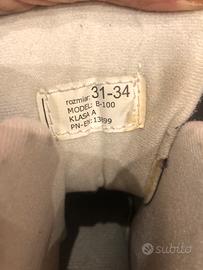 rozmiar 31-34
MODEL: B-100
KLASA A
PN-EN: 13899
subito